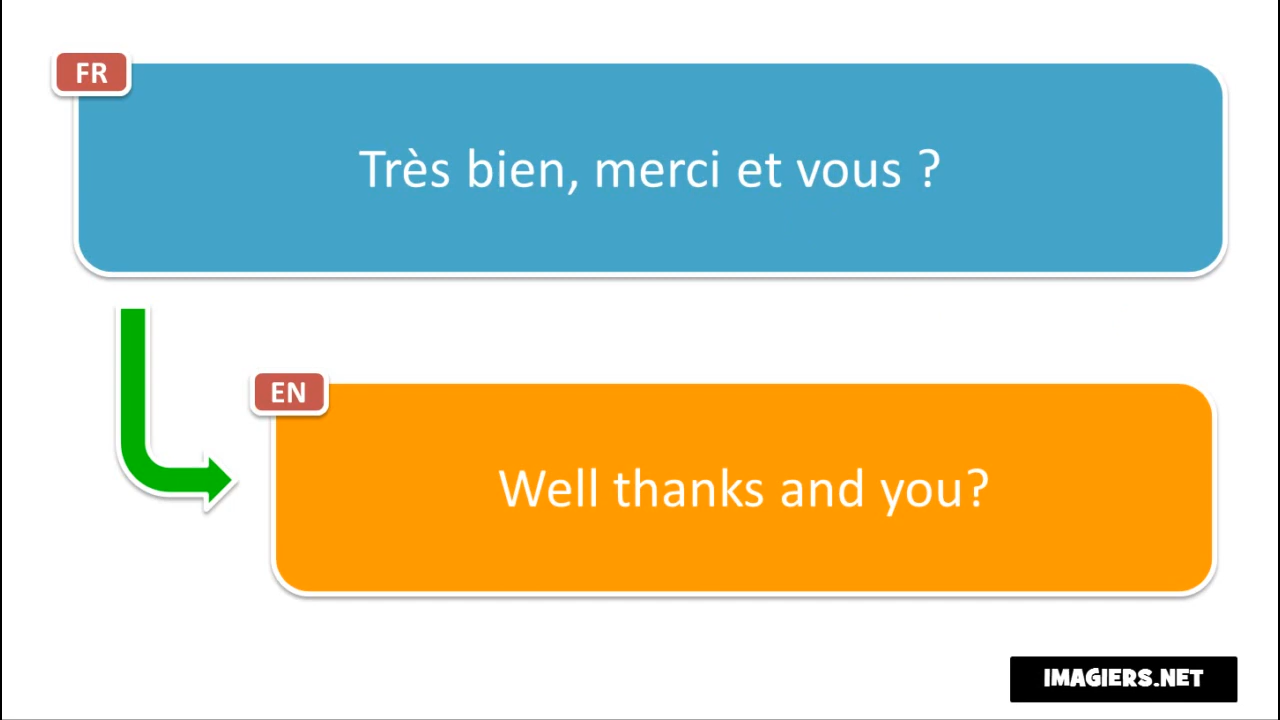 FR
Très bien, merci et vous ?
EN
Well thanks and you?
IMAGIERS.NET